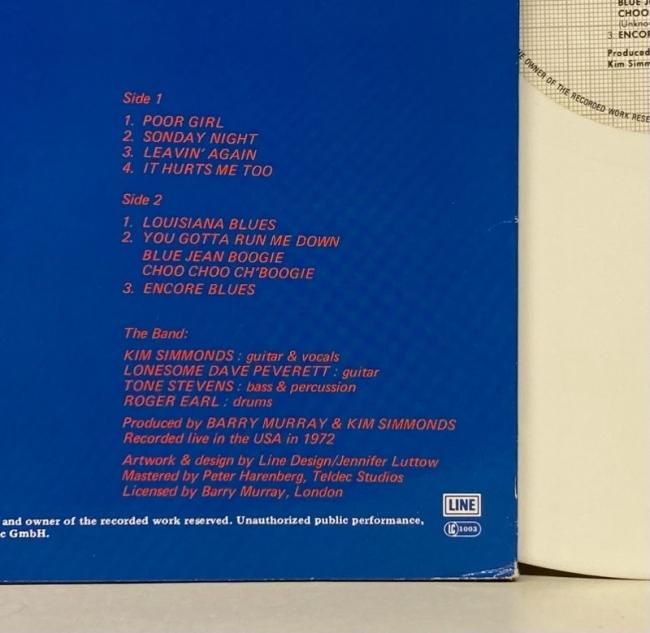 Side 1
1. POOR GIRL
2. SONDAY NIGHT
3. LEAVIN' AGAIN
4. IT HURTS ME TOO
Side 2
1. LOUISIANA BLUES
2. YOU GOTTA RUN ME DOWN
BLUE JEAN BOOGIE
CHOO CHOO CH'BOOGIE
3. ENCORE BLUES
The Band:
KIM SIMMONDS : guitar & vocals
LONESOME DAVE PEVERETT : guitar
TONE STEVENS : bass & percussion
ROGER EARL : drums
Produced by BARRY MURRAY & KIM SIMMONDS
Recorded live in the USA in 1972
Artwork & design by Line Design/Jennifer Luttow
Mastered by Peter Harenberg, Teldec Studios
Licensed by Barry Murray, London
LINE
LC 1003
and owner of the recorded work reserved. Unauthorized public performance,
c GmbH.
BLUE J
CHOO
(Unkno
3. ENCOR
Produced
Kim Simm
E OWNER OF THE RECORDED WORK RESE